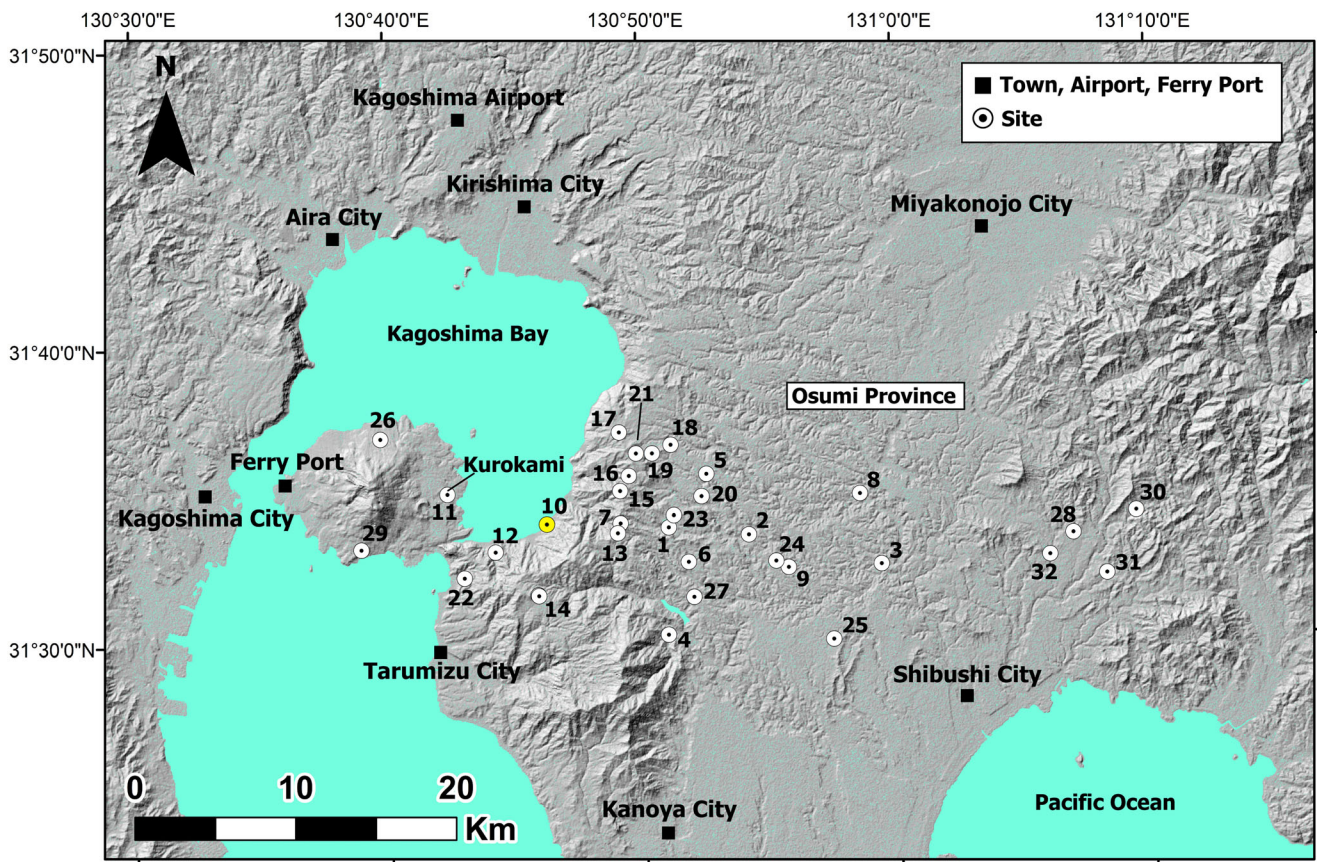 130°30'0"E 130°40'0"E 130°50'0"E 131°0'0"E 131°10'0"E
31°50'0"N
N
Kagoshima Airport
Town, Airport, Ferry Port
Site
Kirishima City
Aira City
Miyakonojo City
Kagoshima Bay
31°40'0"N
Osumi Province
21
17
18
26
Ferry Port
Kurokami
16
19
5
8
Kagoshima City
11
10
15
20
30
12
7
23
2
28
29
13
1
24
3
6
9
32
31
22
14
27
25
4
31°30'0"N
Tarumizu City
Shibushi City
0 10 20
Km
Kanoya City
Pacific Ocean